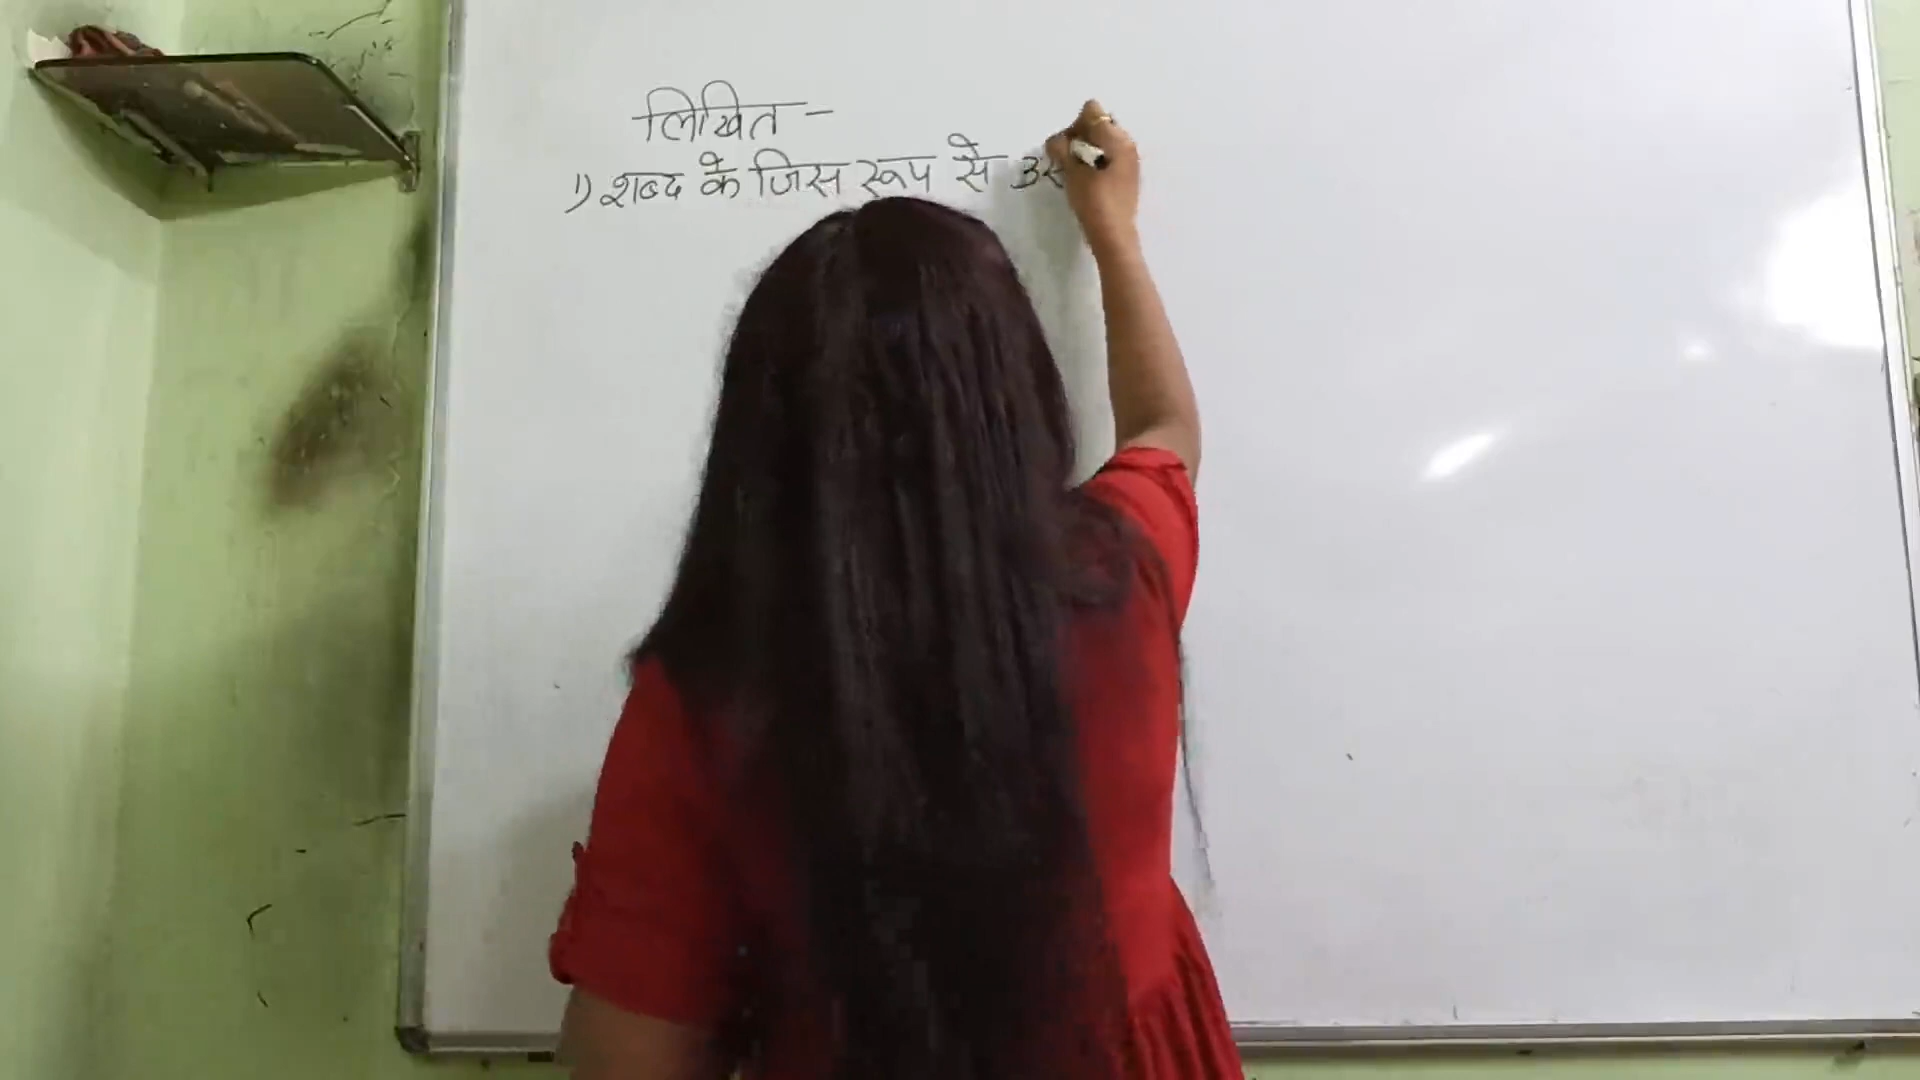 लिखित -
1) शब्द के जिस रूप से